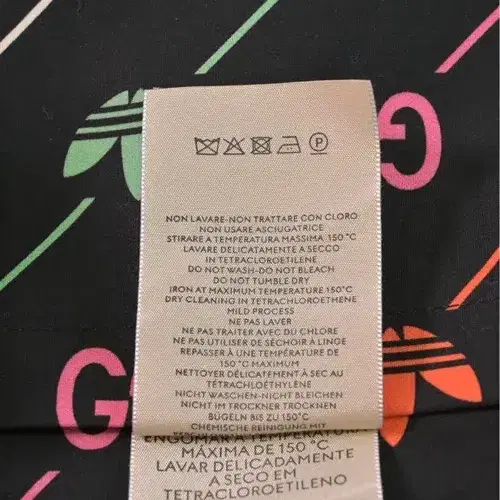 G
G
P
NON LAVARE-NON TRATTARE CON CLORO
NON USARE ASCIUGATRICE
STIRARE A TEMPERATURA MASSIMA 150 °C
LAVARE DELICATAMENTE A SECCO
IN TETRACLOROETILENE
DO NOT WASH-DO NOT BLEACH
DO NOT TUMBLE DRY
IRON AT MAXIMUM TEMPERATURE 150°C
DRY CLEANING IN TETRACHLOROETHENE
MILD PROCESS
NE PAS LAVER
NE PAS TRAITER AVEC DU CHLORE
NE PAS UTILISER DE SÉCHOIR À LINGE
REPASSER À UNE TEMPÉRATURE DE
150 °C MAXIMUM
NETTOYER DÉLICATEMENT À SEC AU
TÉTRACHLOÉTHYLÈNE
NICHT WASCHEN-NICHT BLEICHEN
IM TROCKNER TROCKNEN
BÜGELN BIS ZU 150°C
CHEMISCHE REINIGUNG MIT
ENGOMAR A TEMPERATURA
MÁXIMA DE 150 °C
LAVAR DELICADAMENTE
A SECO EM
TETRACLOROETILENO